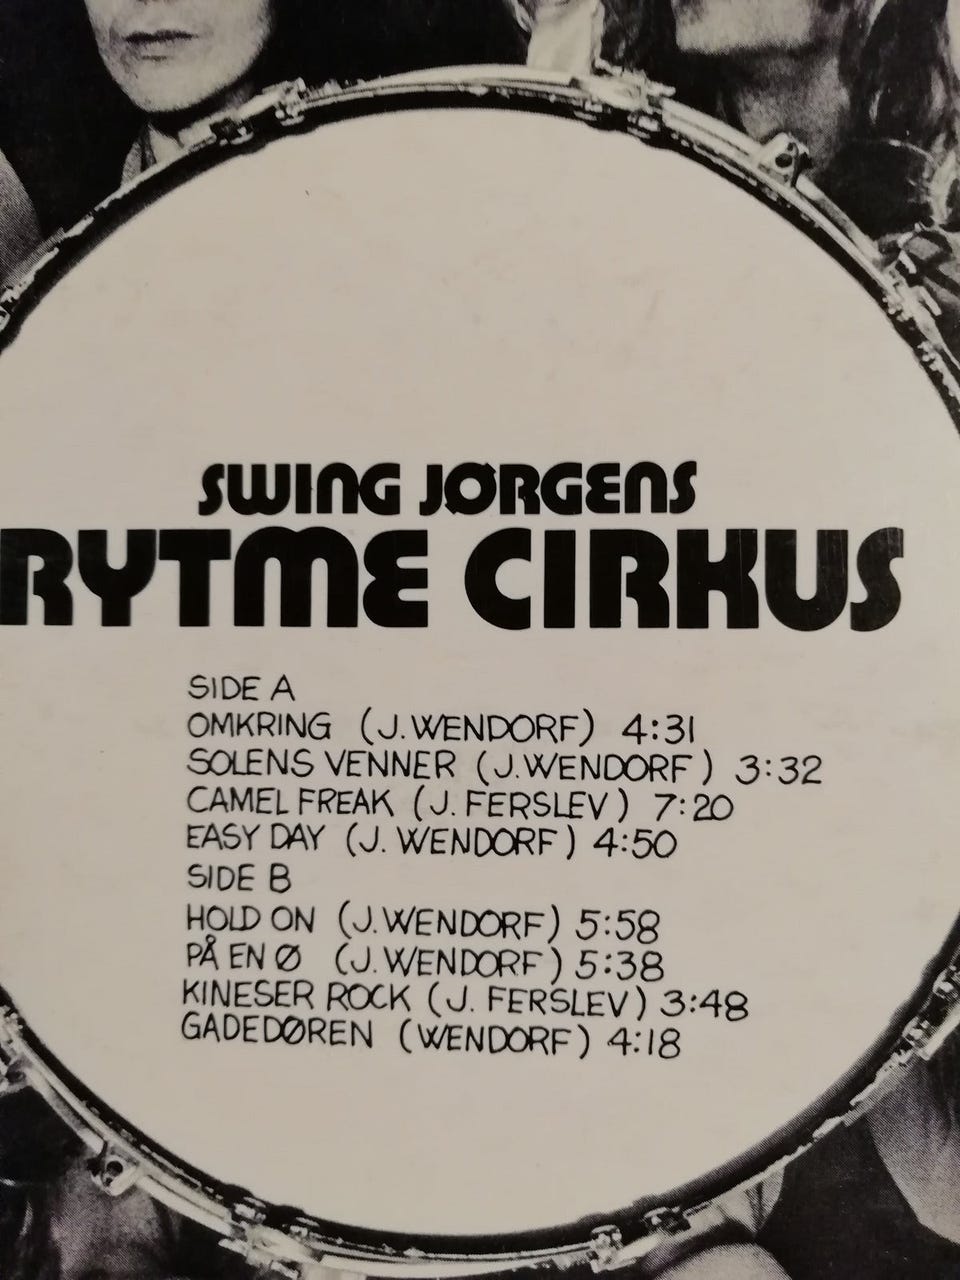 SWING JØRGENS
RYTME CIRKUS
SIDE A
OMKRING (J. WENDORF) 4:31
SOLENS VENNER (J. WENDORF) 3:32
CAMEL FREAK (J. FERSLEV) 7:20
EASY DAY (J. WENDORF) 4:50
SIDE B
HOLD ON (J. WENDORF) 5:58
PÅ EN Ø (J. WENDORF) 5:38
KINESER ROCK (J. FERSLEV) 3:48
GADEDØREN (WENDORF) 4:18